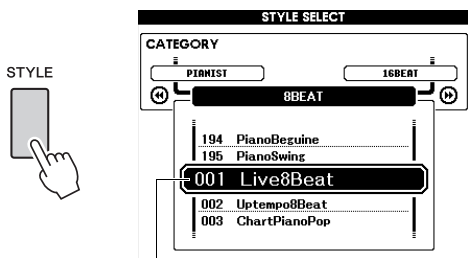 STYLE SELECT
CATEGORY
STYLE
PIANIST 16BEAT
8BEAT
194 PianoBeguine
195 PianoSwing
001 Live8Beat
002 Uptempo8Beat
003 ChartPianoPop